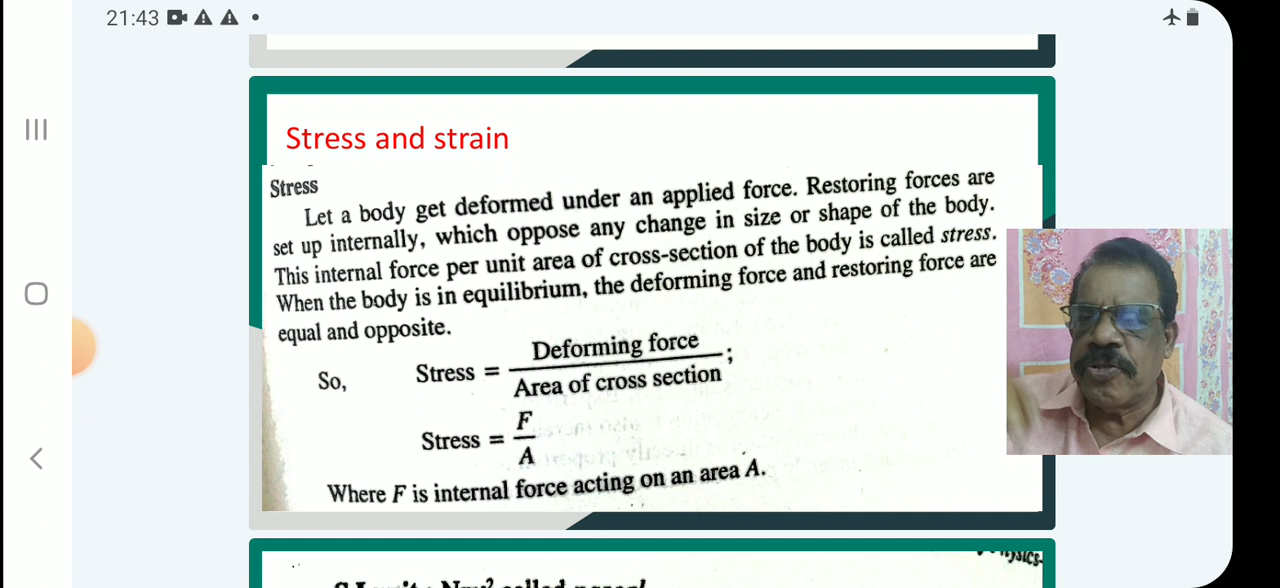 21:43
Stress and strain
Stress
Let a body get deformed under an applied force. Restoring forces are
set up internally, which oppose any change in size or shape of the body.
This internal force per unit area of cross-section of the body is called stress.
When the body is in equilibrium, the deforming force and restoring force are
equal and opposite.
So, Stress = Deforming force / Area of cross section ;
Stress = F / A
Where F is internal force acting on an area A.